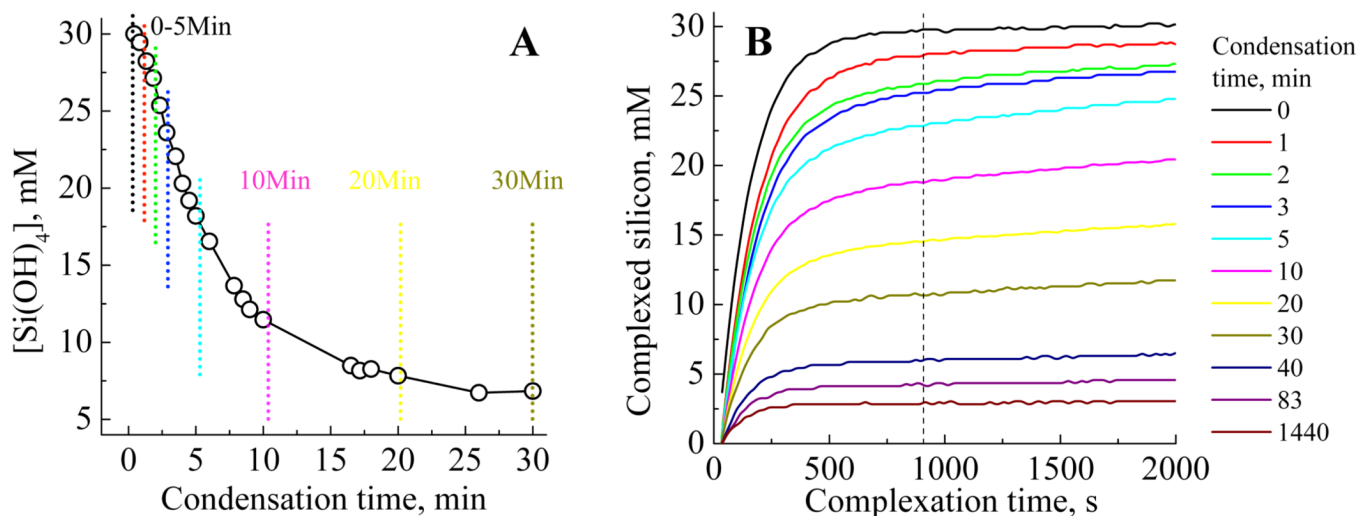 0-5Min
A
10Min
20Min
30Min
[Si(OH)4], mM
30
25
20
15
10
5
0 5 10 15 20 25 30
Condensation time, min
B
Complexed silicon, mM
30
25
20
15
10
5
0
0 500 1000 1500 2000
Complexation time, s
Condensation
time, min
0
1
2
3
5
10
20
30
40
83
1440